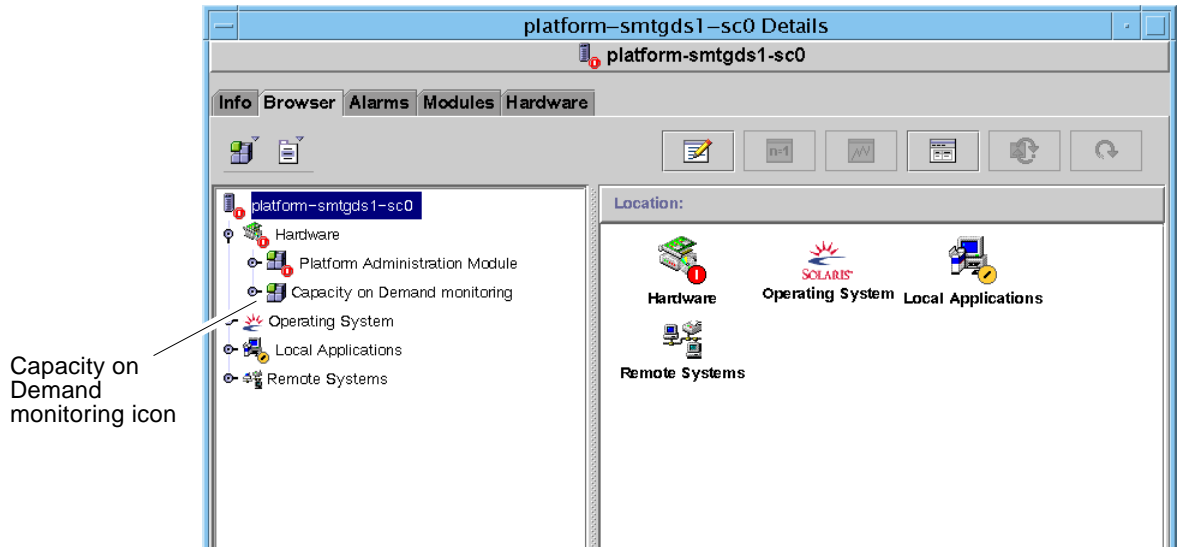 platform-smtgds1-sc0 Details
platform-smtgds1-sc0
Info Browser Alarms Modules Hardware
n=1
platform-smtgds1-sc0
Hardware
Platform Administration Module
Capacity on Demand monitoring
Operating System
Local Applications
Remote Systems
Location:
Hardware
SOLARIS
Operating System
Local Applications
Remote Systems
Capacity on
Demand
monitoring icon